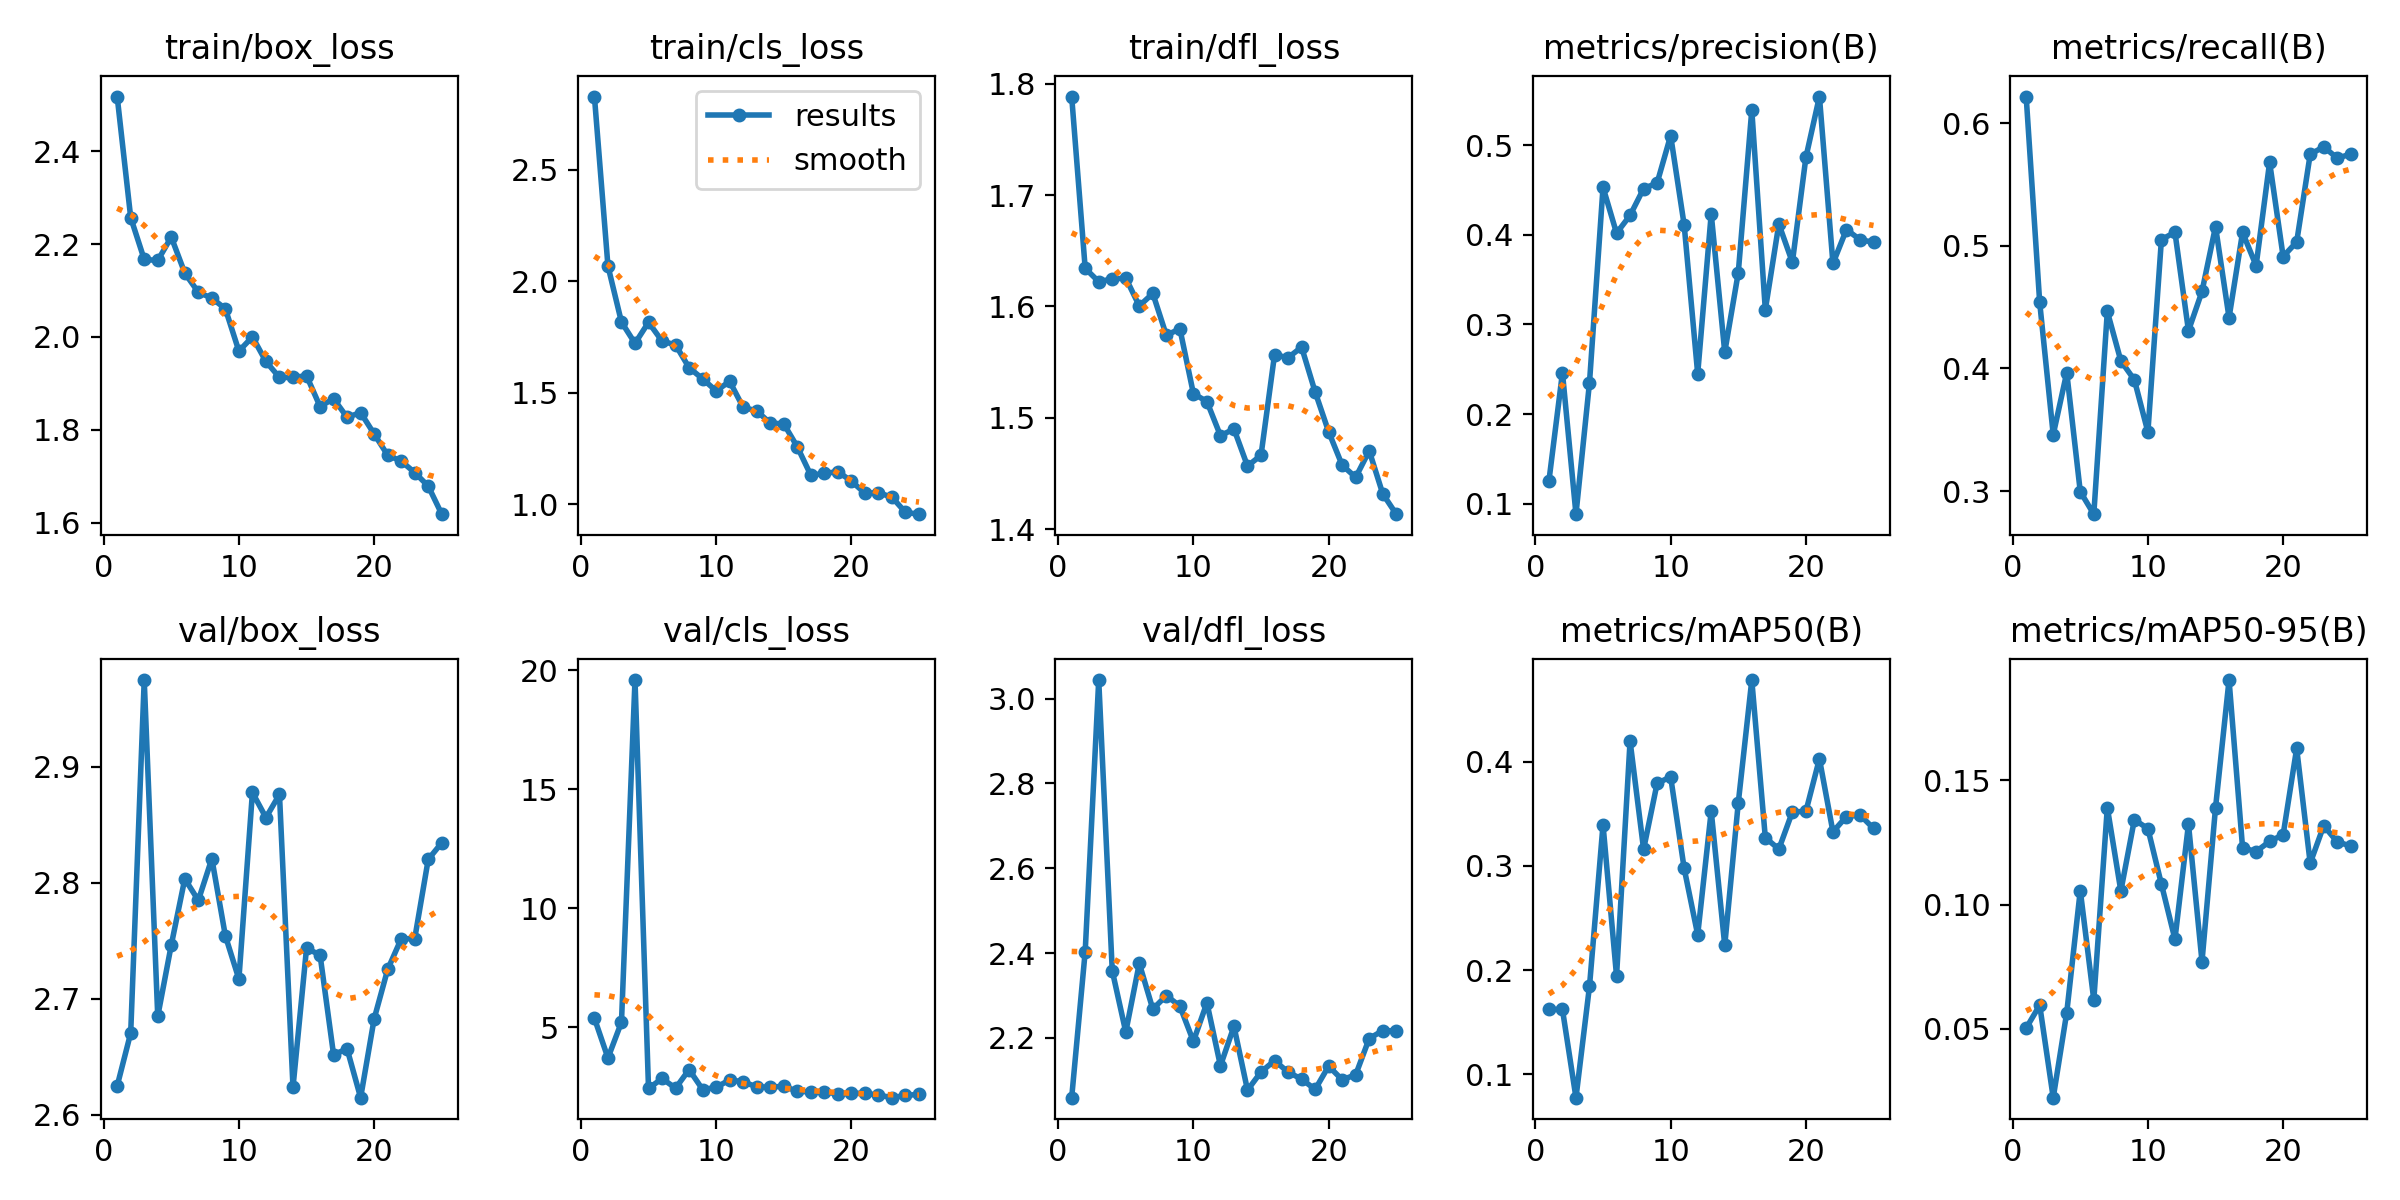 train/box_loss
train/cls_loss
train/dfl_loss
metrics/precision(B)
metrics/recall(B)
2.4
2.2
2.0
1.8
1.6
0 10 20
results
smooth
2.5
2.0
1.5
1.0
0 10 20
1.8
1.7
1.6
1.5
1.4
0 10 20
0.5
0.4
0.3
0.2
0.1
0 10 20
0.6
0.5
0.4
0.3
0 10 20
val/box_loss
val/cls_loss
val/dfl_loss
metrics/mAP50(B)
metrics/mAP50-95(B)
2.9
2.8
2.7
2.6
0 10 20
20
15
10
5
0 10 20
3.0
2.8
2.6
2.4
2.2
0 10 20
0.4
0.3
0.2
0.1
0 10 20
0.15
0.10
0.05
0 10 20